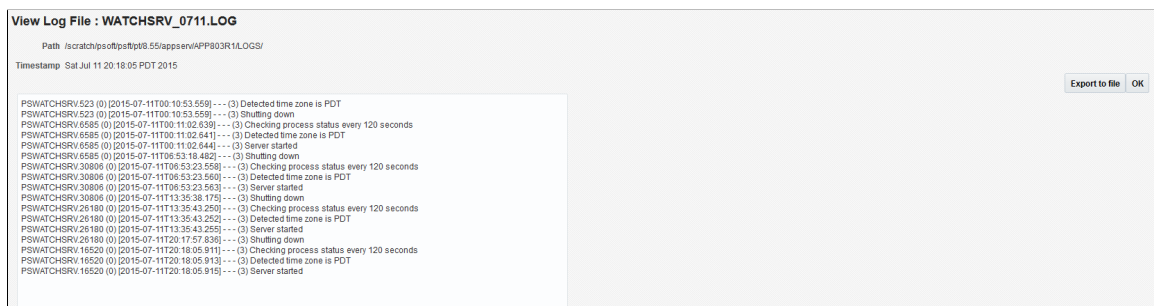 View Log File : WATCHSRV_0711.LOG
Path /scratch/psoft/psft/pt/8.55/appserv/APP803R1/LOGS/
Timestamp Sat Jul 11 20:18:05 PDT 2015
Export to file OK
PSWATCHSRV.523 (0) [2015-07-11T00:10:53.559] - - - (3) Detected time zone is PDT
PSWATCHSRV.523 (0) [2015-07-11T00:10:53.559] - - - (3) Shutting down
PSWATCHSRV.6585 (0) [2015-07-11T00:11:02.639] - - - (3) Checking process status every 120 seconds
PSWATCHSRV.6585 (0) [2015-07-11T00:11:02.641] - - - (3) Detected time zone is PDT
PSWATCHSRV.6585 (0) [2015-07-11T00:11:02.644] - - - (3) Server started
PSWATCHSRV.6585 (0) [2015-07-11T06:53:18.482] - - - (3) Shutting down
PSWATCHSRV.30806 (0) [2015-07-11T06:53:23.558] - - - (3) Checking process status every 120 seconds
PSWATCHSRV.30806 (0) [2015-07-11T06:53:23.560] - - - (3) Detected time zone is PDT
PSWATCHSRV.30806 (0) [2015-07-11T06:53:23.563] - - - (3) Server started
PSWATCHSRV.30806 (0) [2015-07-11T13:35:38.175] - - - (3) Shutting down
PSWATCHSRV.26180 (0) [2015-07-11T13:35:43.250] - - - (3) Checking process status every 120 seconds
PSWATCHSRV.26180 (0) [2015-07-11T13:35:43.252] - - - (3) Detected time zone is PDT
PSWATCHSRV.26180 (0) [2015-07-11T13:35:43.255] - - - (3) Server started
PSWATCHSRV.26180 (0) [2015-07-11T20:17:57.836] - - - (3) Shutting down
PSWATCHSRV.16520 (0) [2015-07-11T20:18:05.911] - - - (3) Checking process status every 120 seconds
PSWATCHSRV.16520 (0) [2015-07-11T20:18:05.913] - - - (3) Detected time zone is PDT
PSWATCHSRV.16520 (0) [2015-07-11T20:18:05.915] - - - (3) Server started